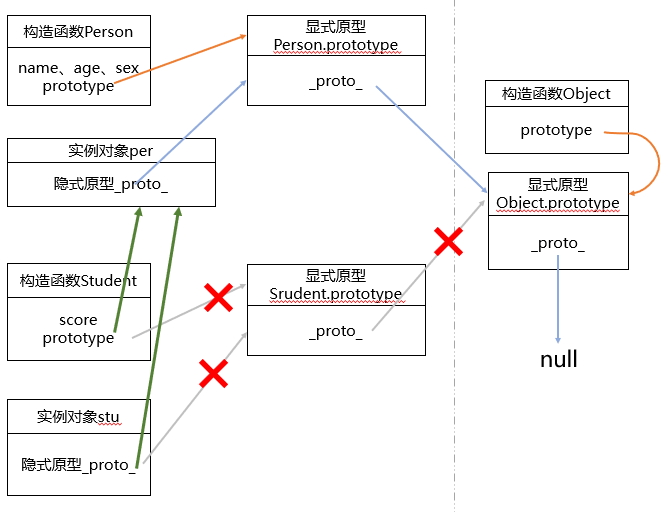 构造函数Person
name、age、sex
prototype
显式原型
Person.prototype
_proto_
构造函数Object
prototype
实例对象per
隐式原型_proto_
显式原型
Object.prototype
_proto_
null
构造函数Student
score
prototype
显式原型
Srudent.prototype
_proto_
实例对象stu
隐式原型_proto_